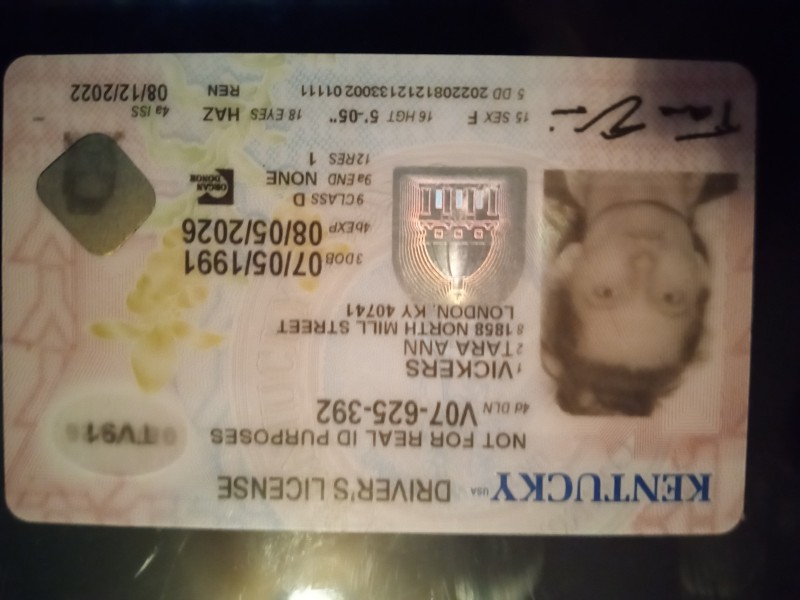 KENTUCKY USA DRIVER'S LICENSE
NOT FOR REAL ID PURPOSES
4d DLN V07-625-392
1 VICKERS
2 TARA ANN
8 1858 NORTH MILL STREET
LONDON, KY 40741
3 DOB 07/05/1991
4b EXP 08/05/2026
9 CLASS D
9a END NONE
12 RES 1
ORGAN DONOR
15 SEX F 16 HGT 5'-05" 18 EYES HAZ 4a ISS
5 DD 2022081212133002 01111 REN 08/12/2022
TV91